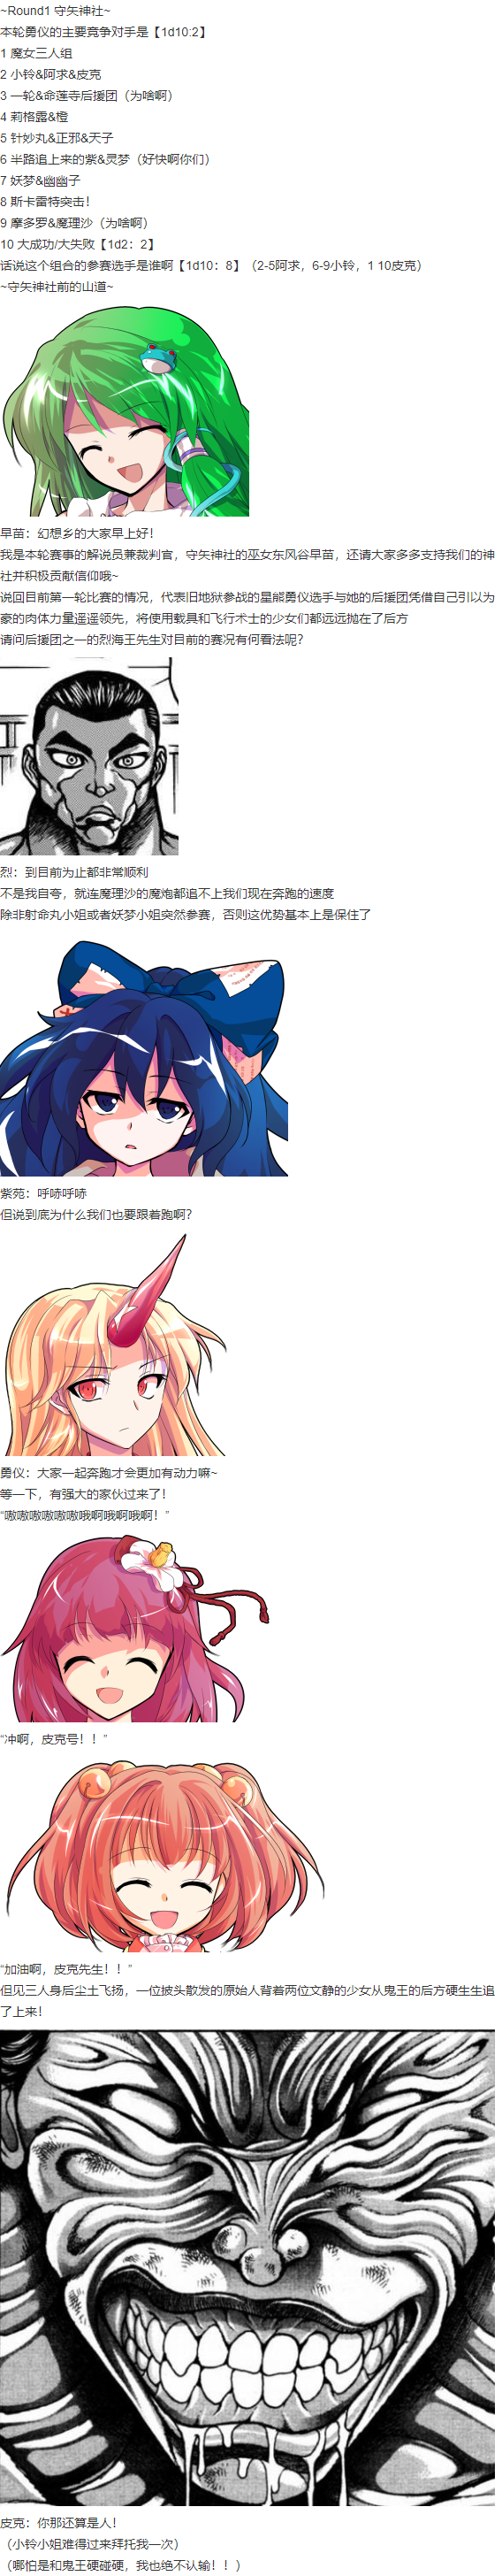 ~Round1 守矢神社~
本轮勇仪的主要竞争对手是【1d10:2】
1 魔女三人组
2 小铃&阿求&皮克
3 一轮&命莲寺后援团（为啥啊）
4 莉格露&橙
5 针妙丸&正邪&天子
6 半路追上来的紫&灵梦（好快啊你们）
7 妖梦&幽幽子
8 斯卡雷特突击！
9 摩多罗&魔理沙（为啥啊）
10 大成功/大失败【1d2：2】
话说这个组合的参赛选手是谁啊【1d10：8】（2-5阿求，6-9小铃，1 10皮克）
~守矢神社前的山道~
早苗：幻想乡的大家早上好！
我是本轮赛事的解说员兼裁判官，守矢神社的巫女东风谷早苗，还请大家多多支持我们的神
社并积极贡献信仰哦~
说回目前第一轮比赛的情况，代表旧地狱参战的星熊勇仪选手与她的后援团凭借自己引以为
豪的肉体力量遥遥领先，将使用载具和飞行术士的少女们都远远抛在了后方
请问后援团之一的烈海王先生对目前的赛况有何看法呢？
烈：到目前为止都非常顺利
不是我自夸，就连魔理沙的魔炮都追不上我们现在奔跑的速度
除非射命丸小姐或者妖梦小姐突然参赛，否则这优势基本上是保住了
紫苑：呼哧呼哧
但说到底为什么我们也要跟着跑啊？
勇仪：大家一起奔跑才会更加有动力嘛~
等一下，有强大的家伙过来了！
“嗷嗷嗷嗷嗷嗷哦啊哦啊哦啊！”
“冲啊，皮克号！！”
“加油啊，皮克先生！！”
但见三人身后尘土飞扬，一位披头散发的原始人背着两位文静的少女从鬼王的后方硬生生追
了上来！
皮克：你那还算是人！
（小铃小姐难得过来拜托我一次）
（哪怕是和鬼王硬碰硬，我也绝不认输！！）